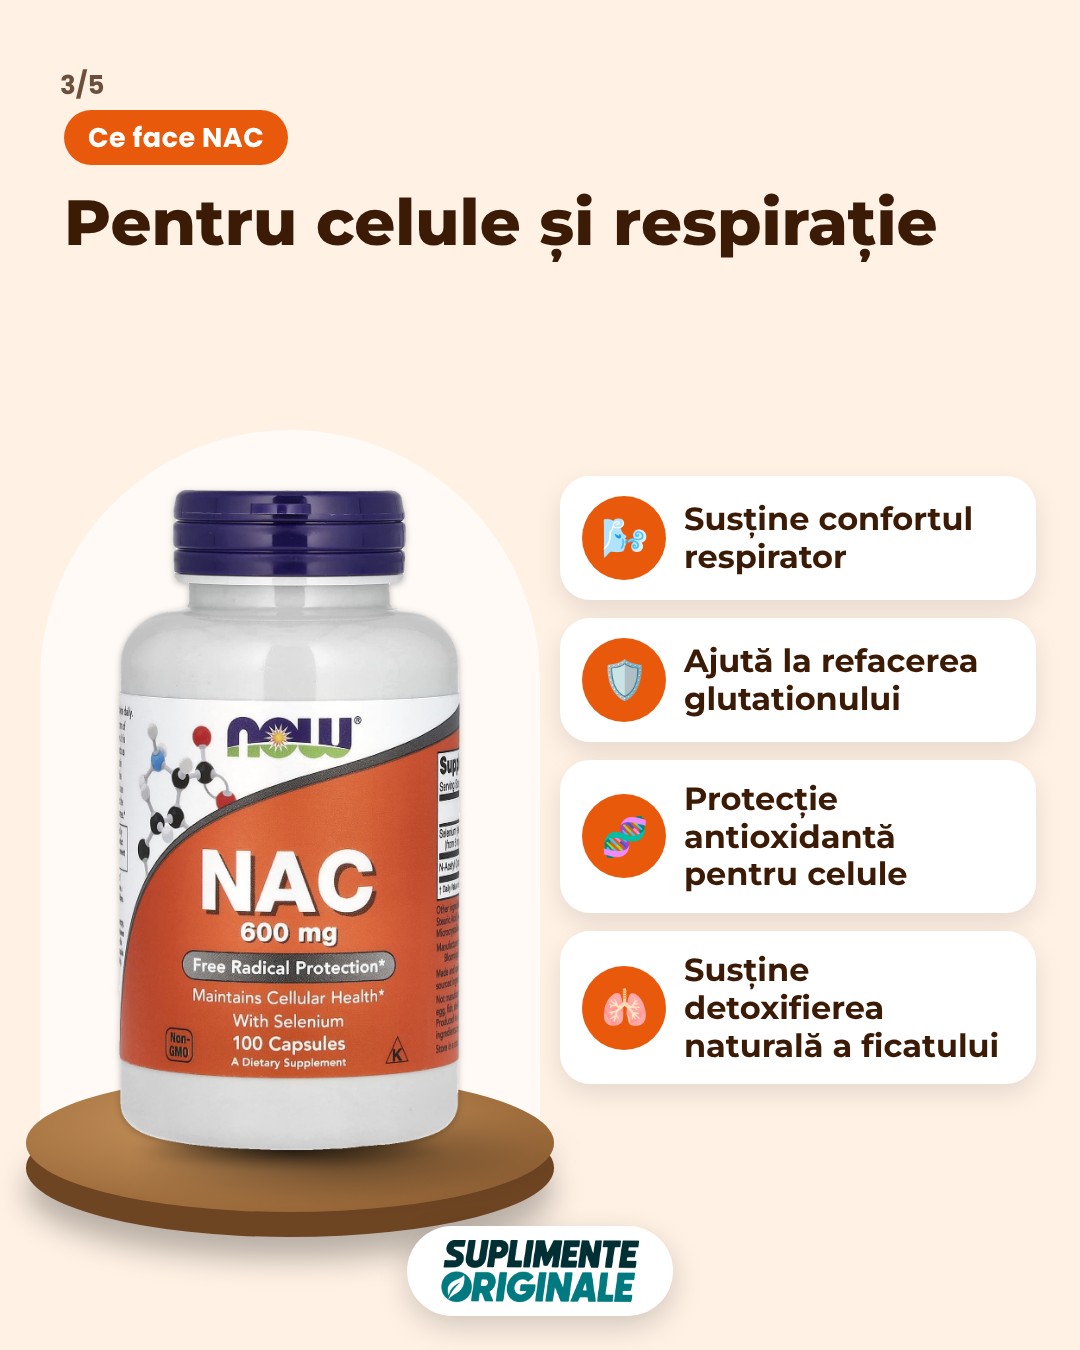 3/5
Ce face NAC
Pentru celule și respirație
Susține confortul
respirator
Ajută la refacerea
glutationului
Protecție
antioxidantă
pentru celule
Susține
detoxifierea
naturală a ficatului
now®
NAC
600 mg
Free Radical Protection*
Maintains Cellular Health*
With Selenium
100 Capsules
A Dietary Supplement
Non-
GMO
K
SUPLIMENTE
ORIGINALE